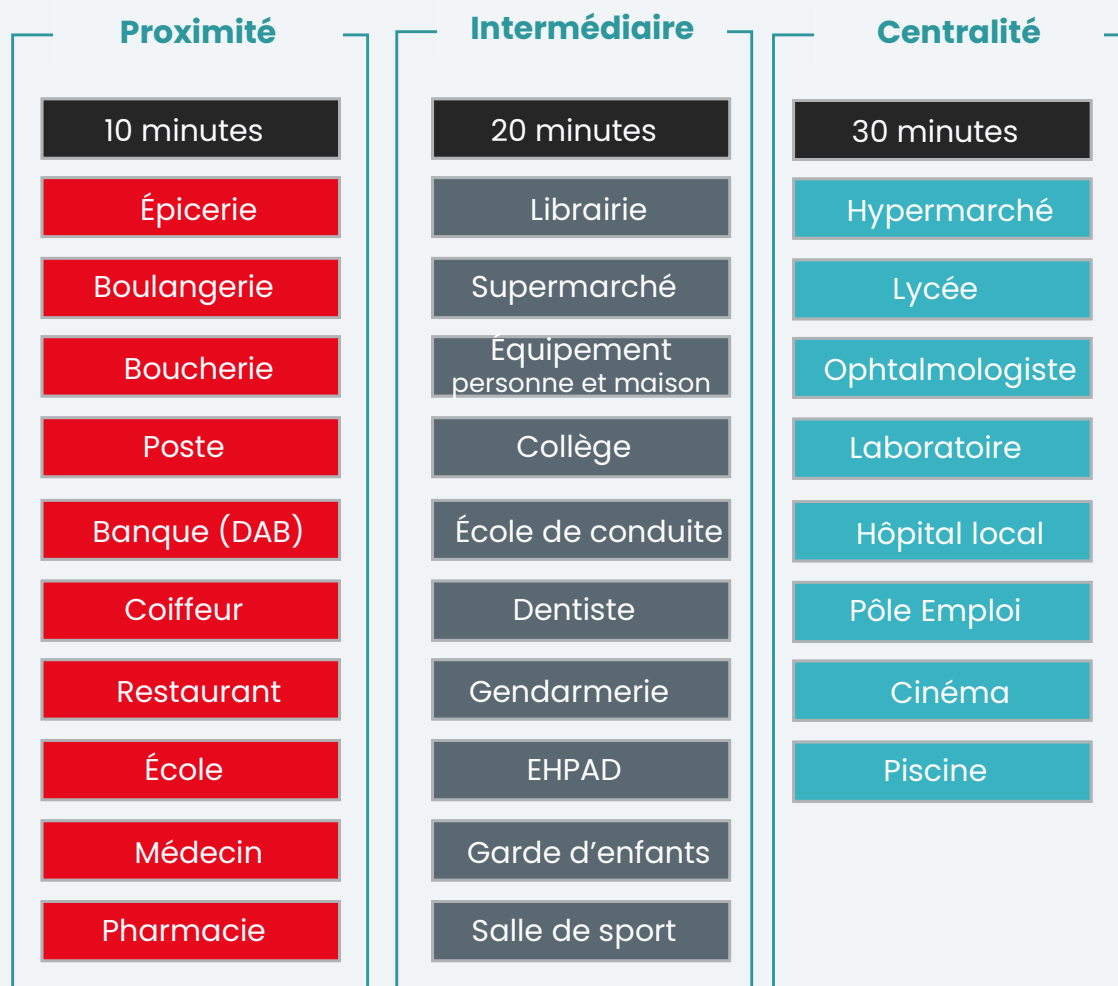 Proximité
10 minutes
Épicerie
Boulangerie
Boucherie
Poste
Banque (DAB)
Coiffeur
Restaurant
École
Médecin
Pharmacie
Intermédiaire
20 minutes
Librairie
Supermarché
Équipement
personne et maison
Collège
École de conduite
Dentiste
Gendarmerie
EHPAD
Garde d’enfants
Salle de sport
Centralité
30 minutes
Hypermarché
Lycée
Ophtalmologiste
Laboratoire
Hôpital local
Pôle Emploi
Cinéma
Piscine